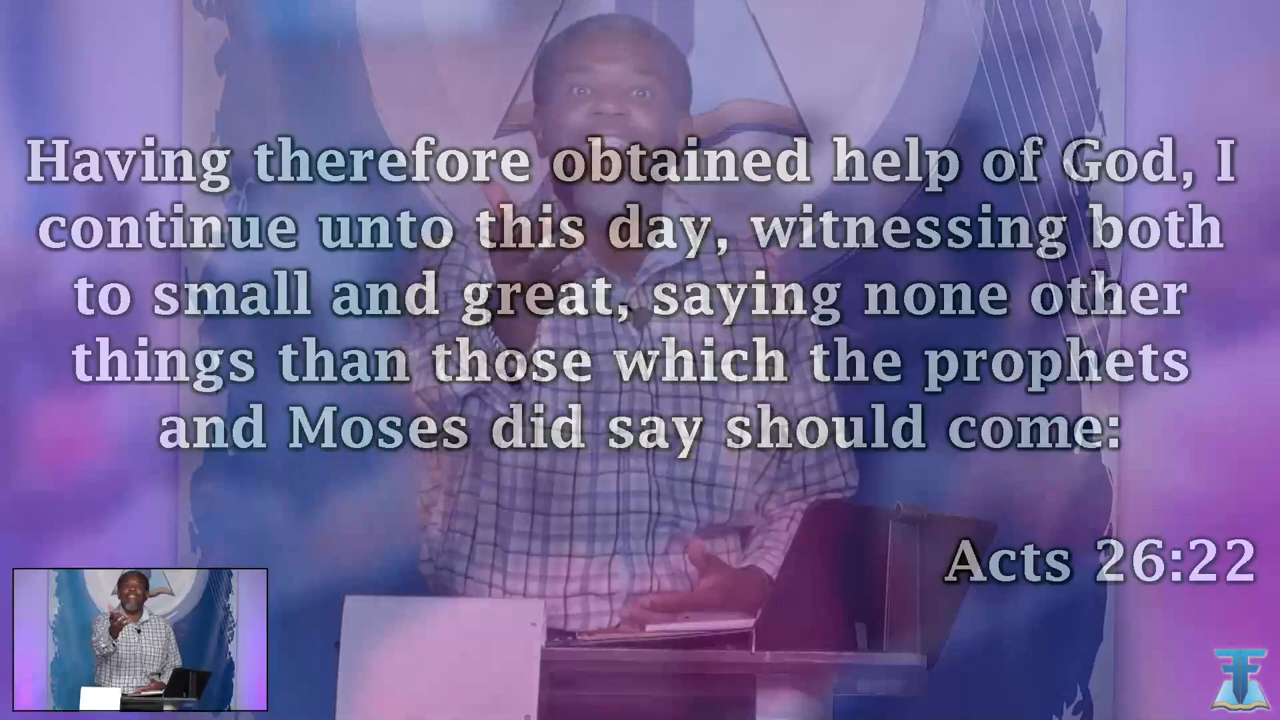 Having therefore obtained help of God, I
continue unto this day, witnessing both
to small and great, saying none other
things than those which the prophets
and Moses did say should come:
Acts 26:22